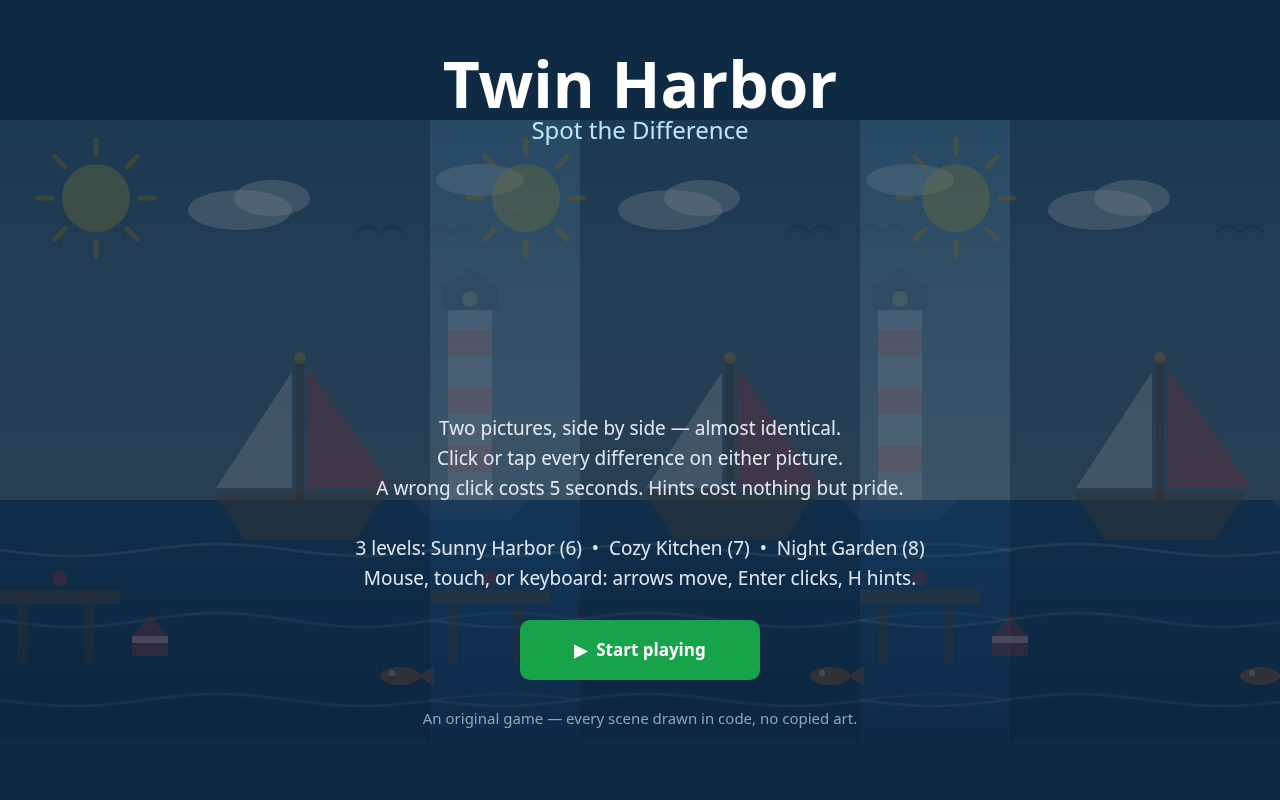 Twin Harbor
Spot the Difference
Two pictures, side by side — almost identical.
Click or tap every difference on either picture.
A wrong click costs 5 seconds. Hints cost nothing but pride.
3 levels: Sunny Harbor (6) • Cozy Kitchen (7) • Night Garden (8)
Mouse, touch, or keyboard: arrows move, Enter clicks, H hints.
▶ Start playing
An original game — every scene drawn in code, no copied art.